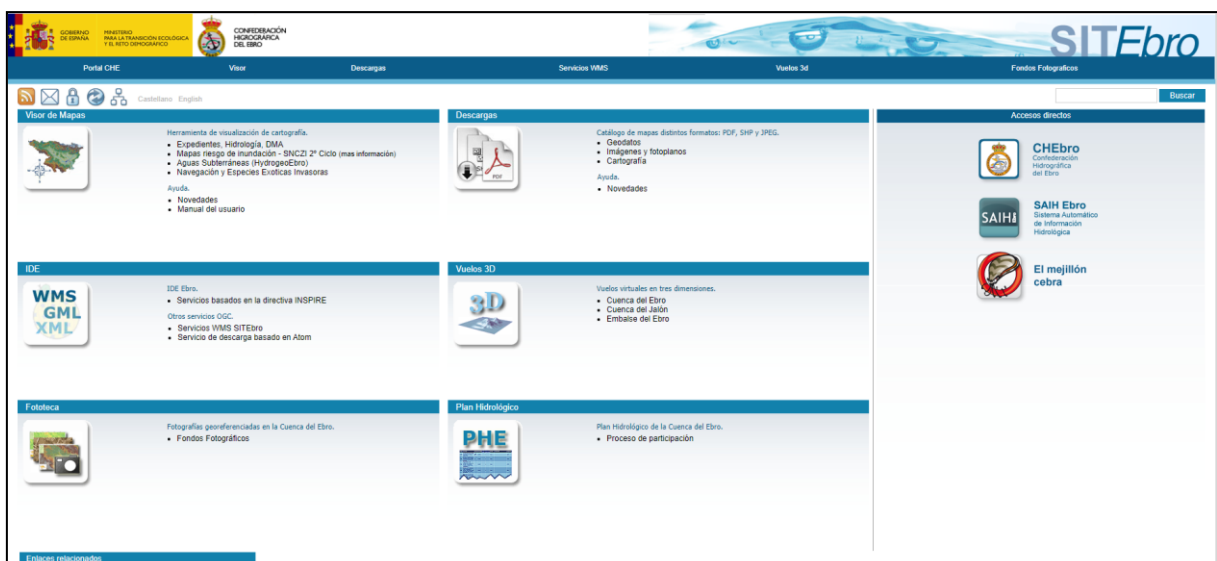 GOBIERNO
DE ESPAÑA
MINISTERIO
PARA LA TRANSICIÓN ECOLÓGICA
Y EL RETO DEMOGRÁFICO
CONFEDERACIÓN
HIDROGRÁFICA
DEL EBRO
SITEbro
Portal CHE
Visor
Descargas
Servicios WMS
Vuelos 3d
Fondos Fotograficos
Castellano English
Buscar
Visor de Mapas
Herramienta de visualización de cartografía.
Expedientes, Hidrología, DMA
Mapas riesgo de inundación - SNCZI 2º Ciclo (mas información)
Aguas Subterráneas (HydrogeoEbro)
Navegación y Especies Exoticas Invasoras
Ayuda.
Novedades
Manual del usuario
Descargas
PDF
Catálogo de mapas distintos formatos: PDF, SHP y JPEG.
Geodatos
Imágenes y fotoplanos
Cartografía
Ayuda.
Novedades
Accesos directos
CHEbro
Confederación
Hidrográfica
del Ebro
SAIH
SAIH Ebro
Sistema Automático
de Información
Hidrológica
El mejillón
cebra
IDE
WMS
GML
XML
IDE Ebro.
Servicios basados en la directiva INSPIRE
Otros servicios OGC.
Servicios WMS SITEbro
Servicio de descarga basado en Atom
Vuelos 3D
3D
Vuelos virtuales en tres dimensiones.
Cuenca del Ebro
Cuenca del Jalón
Embalse del Ebro
Fototeca
Fotografías georeferenciadas en la Cuenca del Ebro.
Fondos Fotográficos
Plan Hidrológico
PHE
Plan Hidrológico de la Cuenca del Ebro.
Proceso de participación
Enlaces relacionados